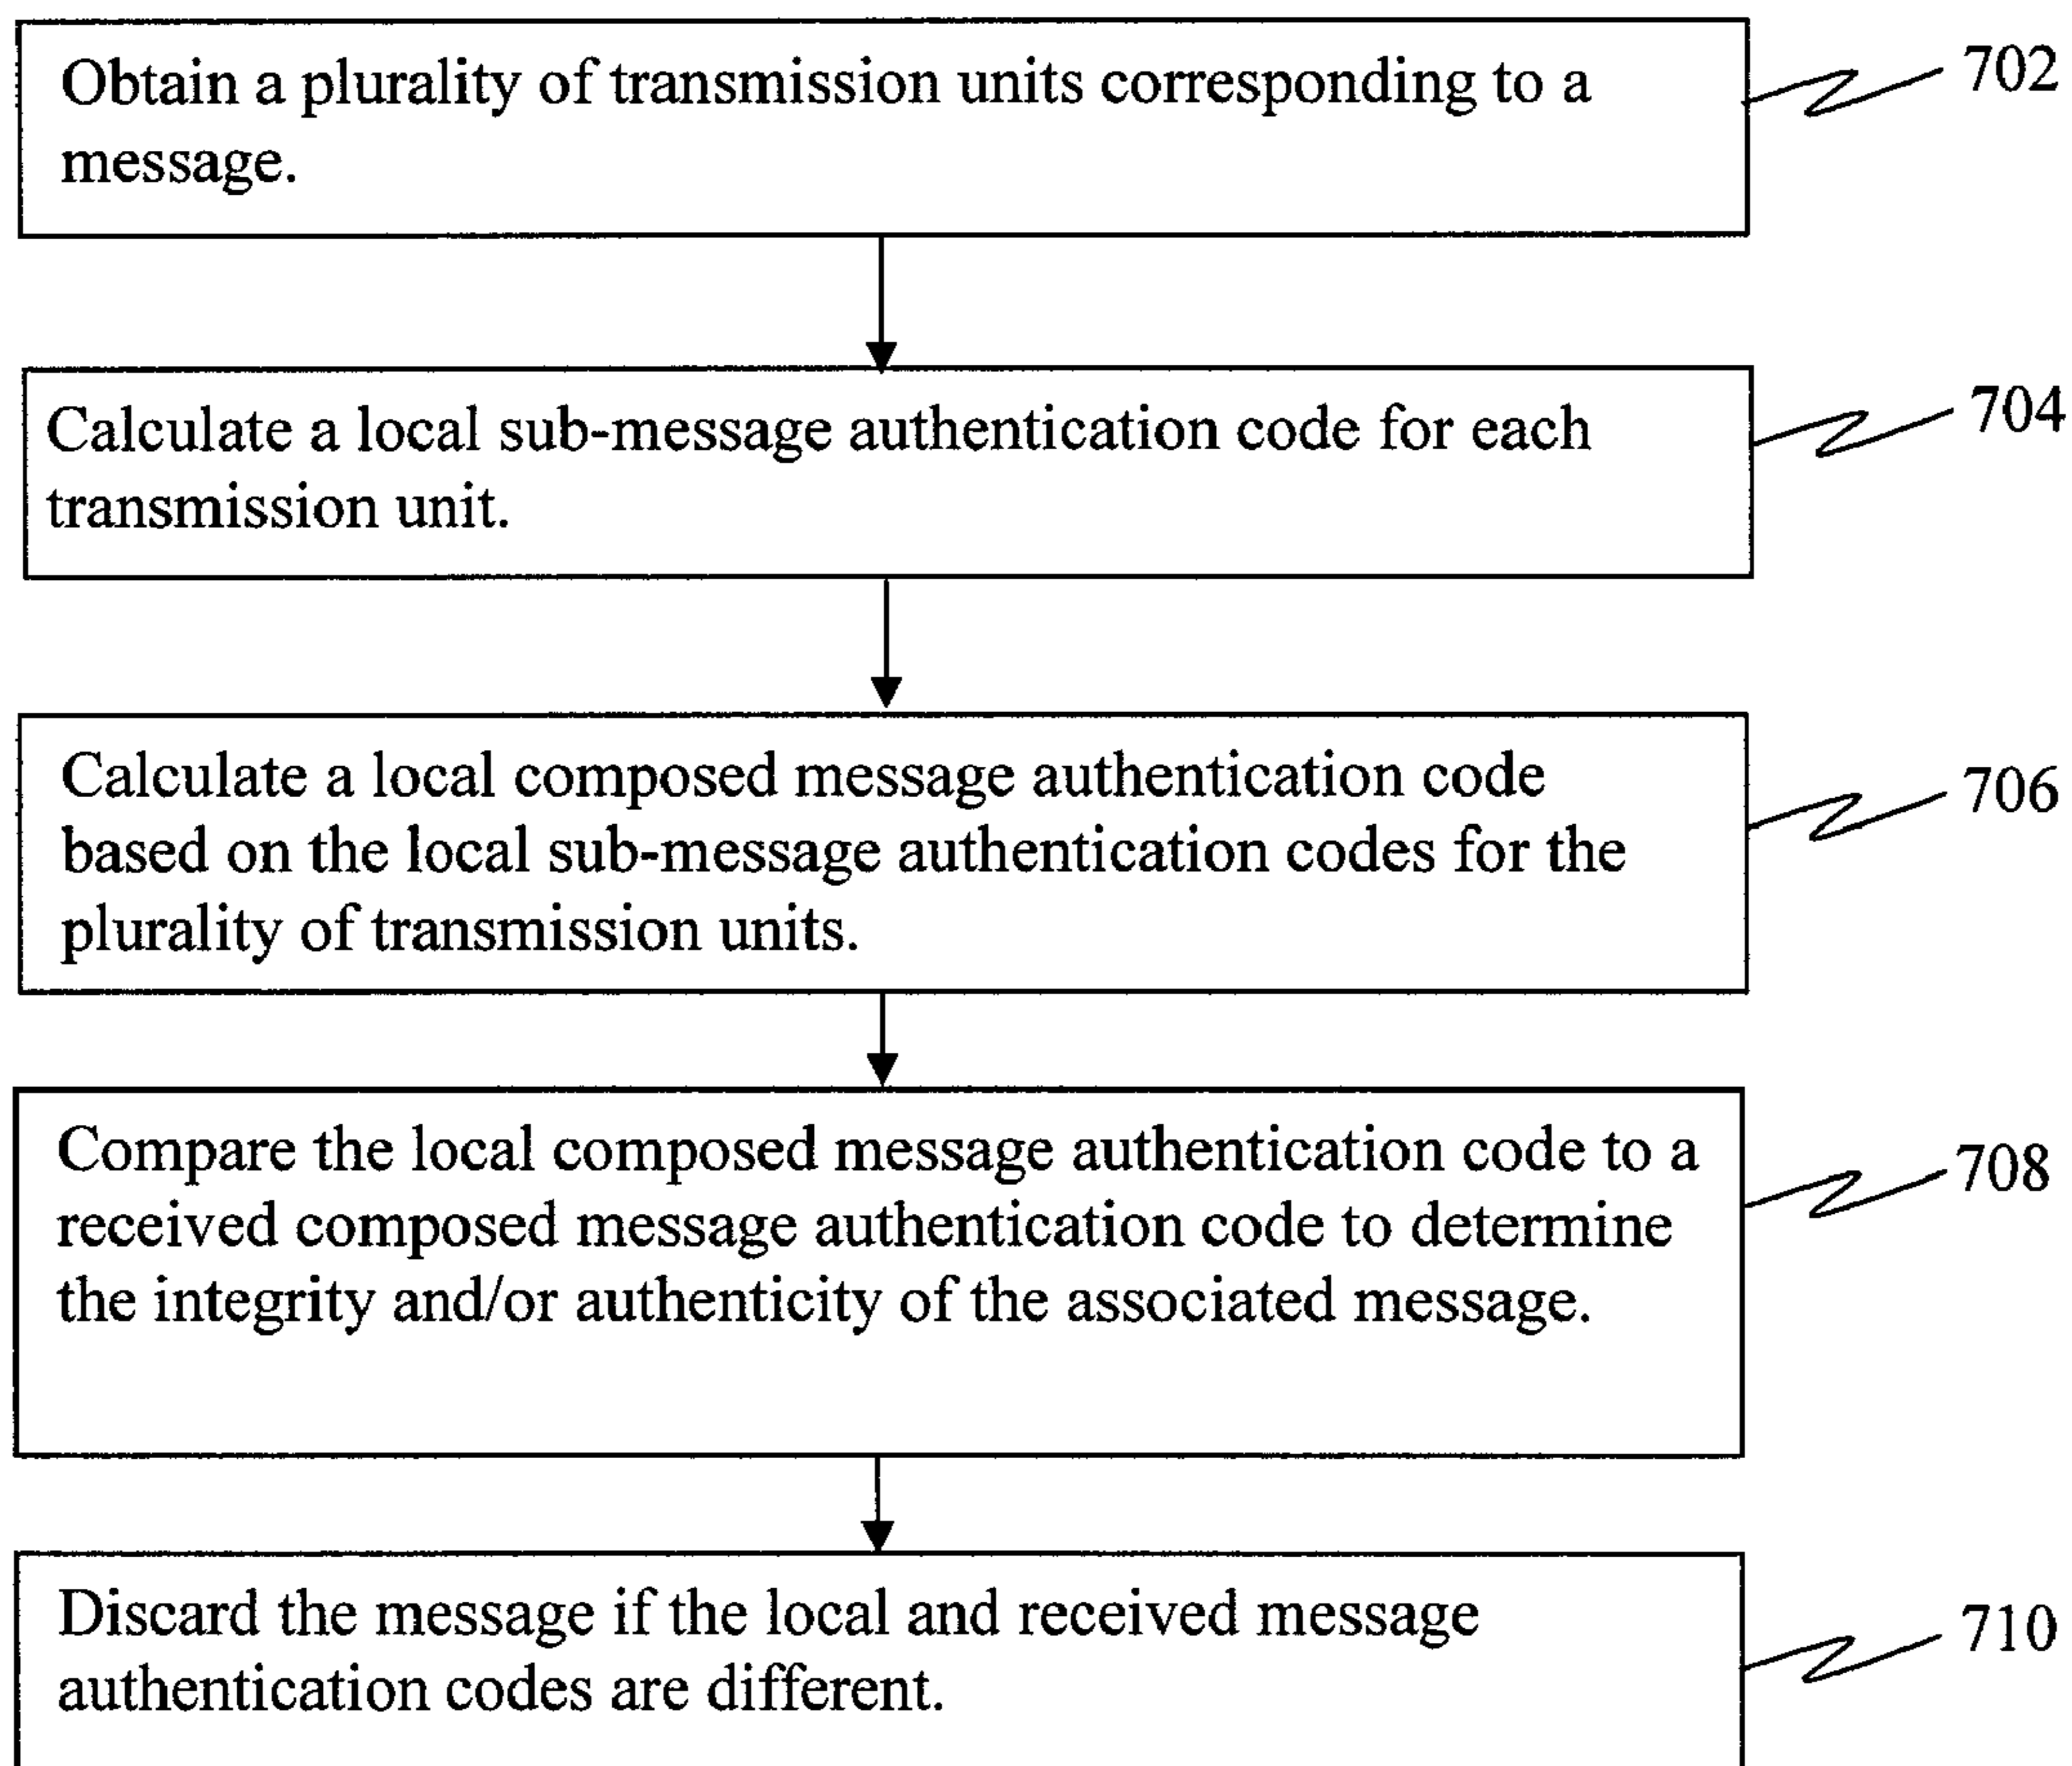 Obtain a plurality of transmission units corresponding to a
message.
702
Calculate a local sub-message authentication code for each
transmission unit.
704
Calculate a local composed message authentication code
based on the local sub-message authentication codes for the
plurality of transmission units.
706
Compare the local composed message authentication code to a
received composed message authentication code to determine
the integrity and/or authenticity of the associated message.
708
Discard the message if the local and received message
authentication codes are different.
710